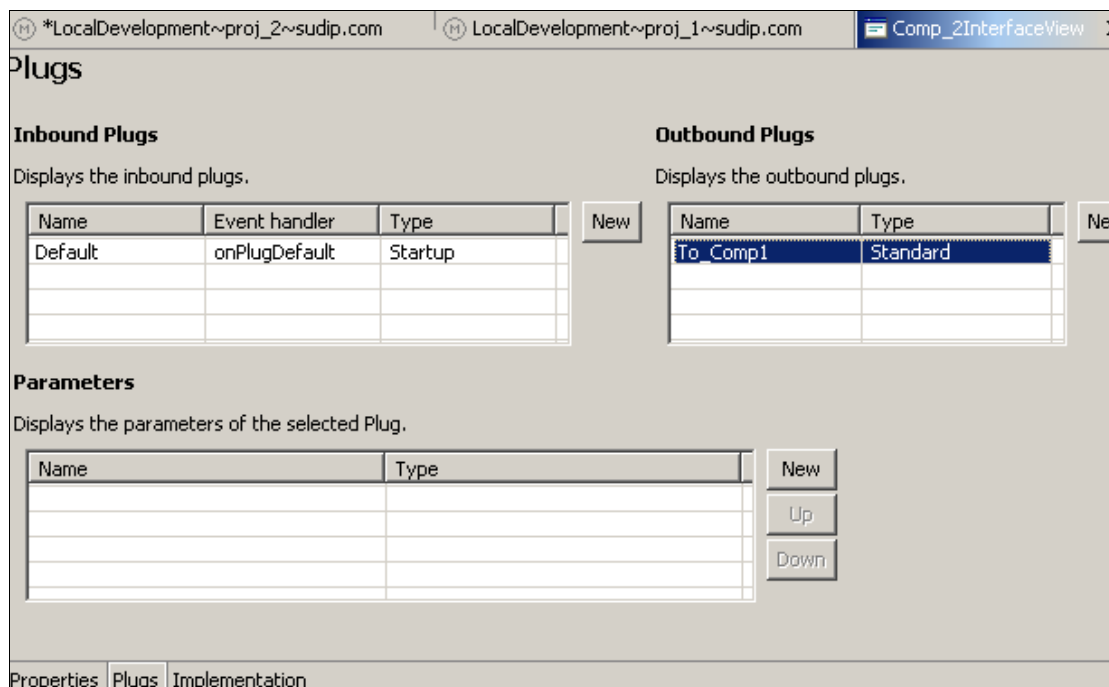 *LocalDevelopment~proj_2~sudip.com LocalDevelopment~proj_1~sudip.com Comp_2InterfaceView
Plugs
Inbound Plugs Outbound Plugs
Displays the inbound plugs. Displays the outbound plugs.
Name Event handler Type New Name Type Ne
Default onPlugDefault Startup To_Comp1 Standard
Parameters
Displays the parameters of the selected Plug.
Name Type New
Up
Down
Properties Plugs Implementation